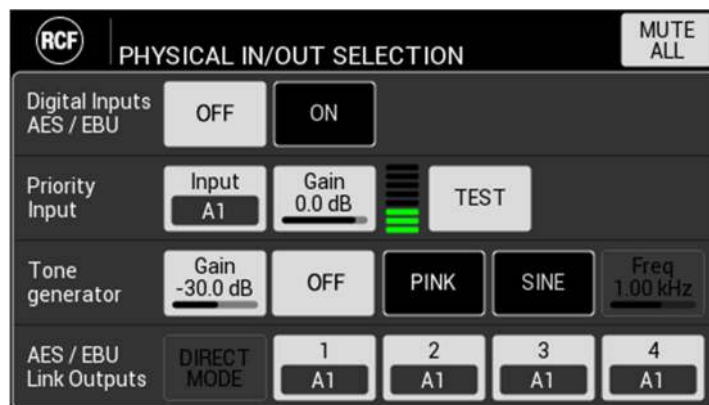 RCF
PHYSICAL IN/OUT SELECTION
MUTE
ALL
Digital Inputs
AES / EBU
OFF
ON
Priority
Input
Input
A1
Gain
0.0 dB
TEST
Tone
generator
Gain
-30.0 dB
OFF
PINK
SINE
Freq
1.00 kHz
AES / EBU
Link Outputs
DIRECT
MODE
1
A1
2
A1
3
A1
4
A1